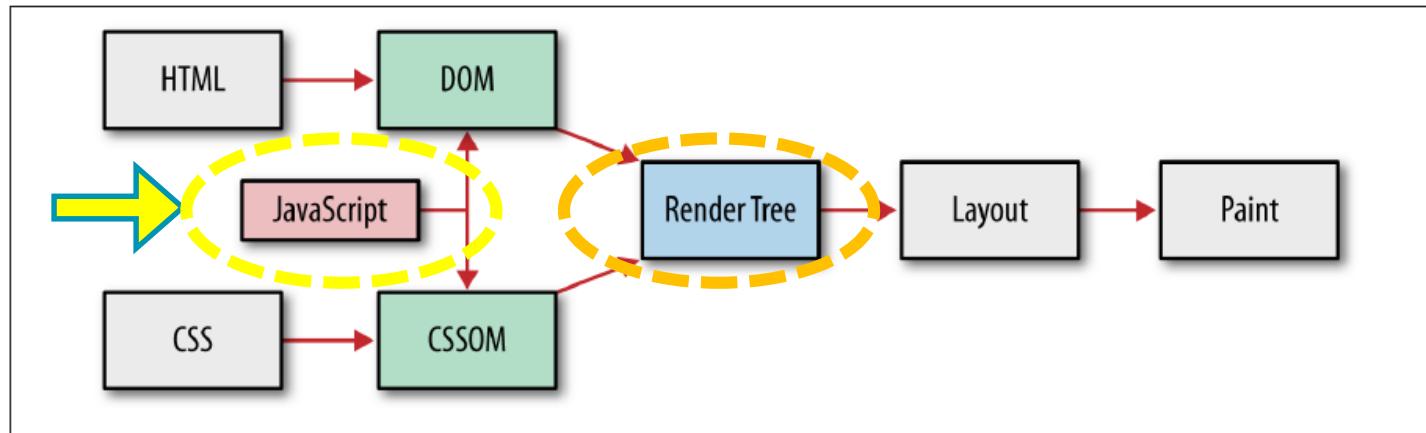 HTML
DOM
JavaScript
Render Tree
Layout
Paint
CSS
CSSOM